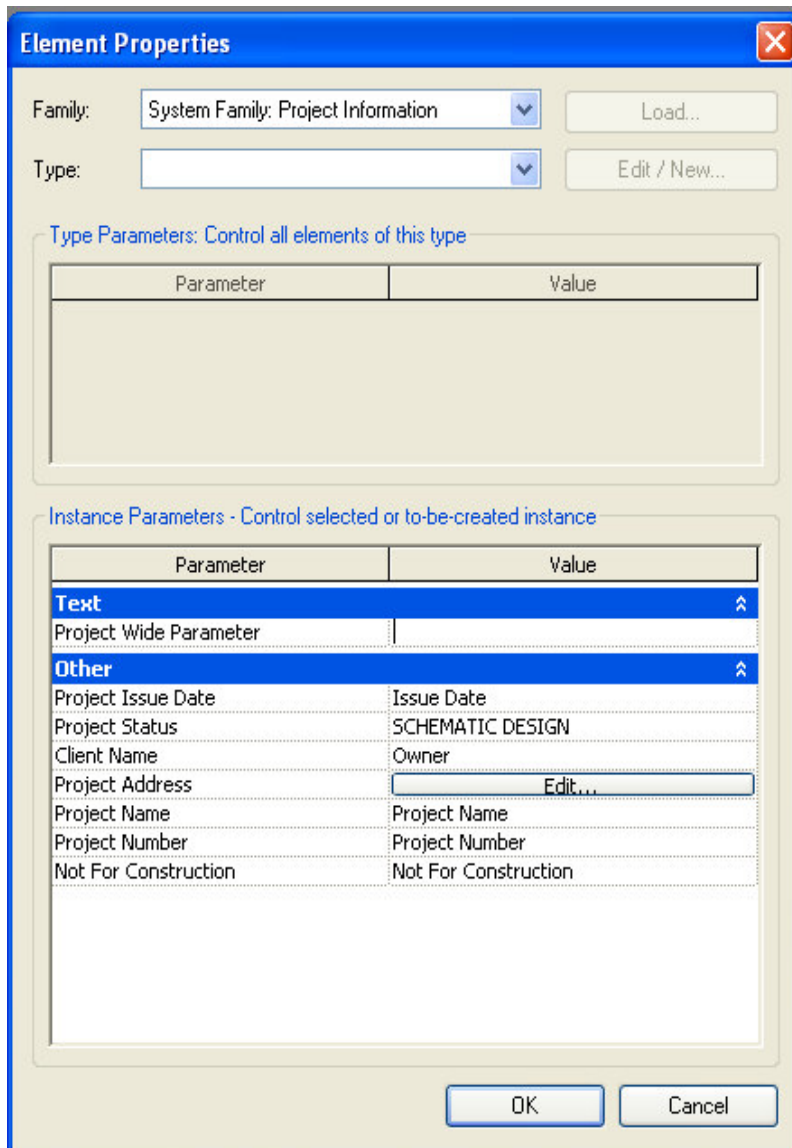 Element Properties
Family: System Family: Project Information Load...
Type: Edit / New...
Type Parameters: Control all elements of this type
Parameter Value
Instance Parameters - Control selected or to-be-created instance
Parameter Value
Text
Project Wide Parameter
Other
Project Issue Date Issue Date
Project Status SCHEMATIC DESIGN
Client Name Owner
Project Address Edit...
Project Name Project Name
Project Number Project Number
Not For Construction Not For Construction
OK Cancel